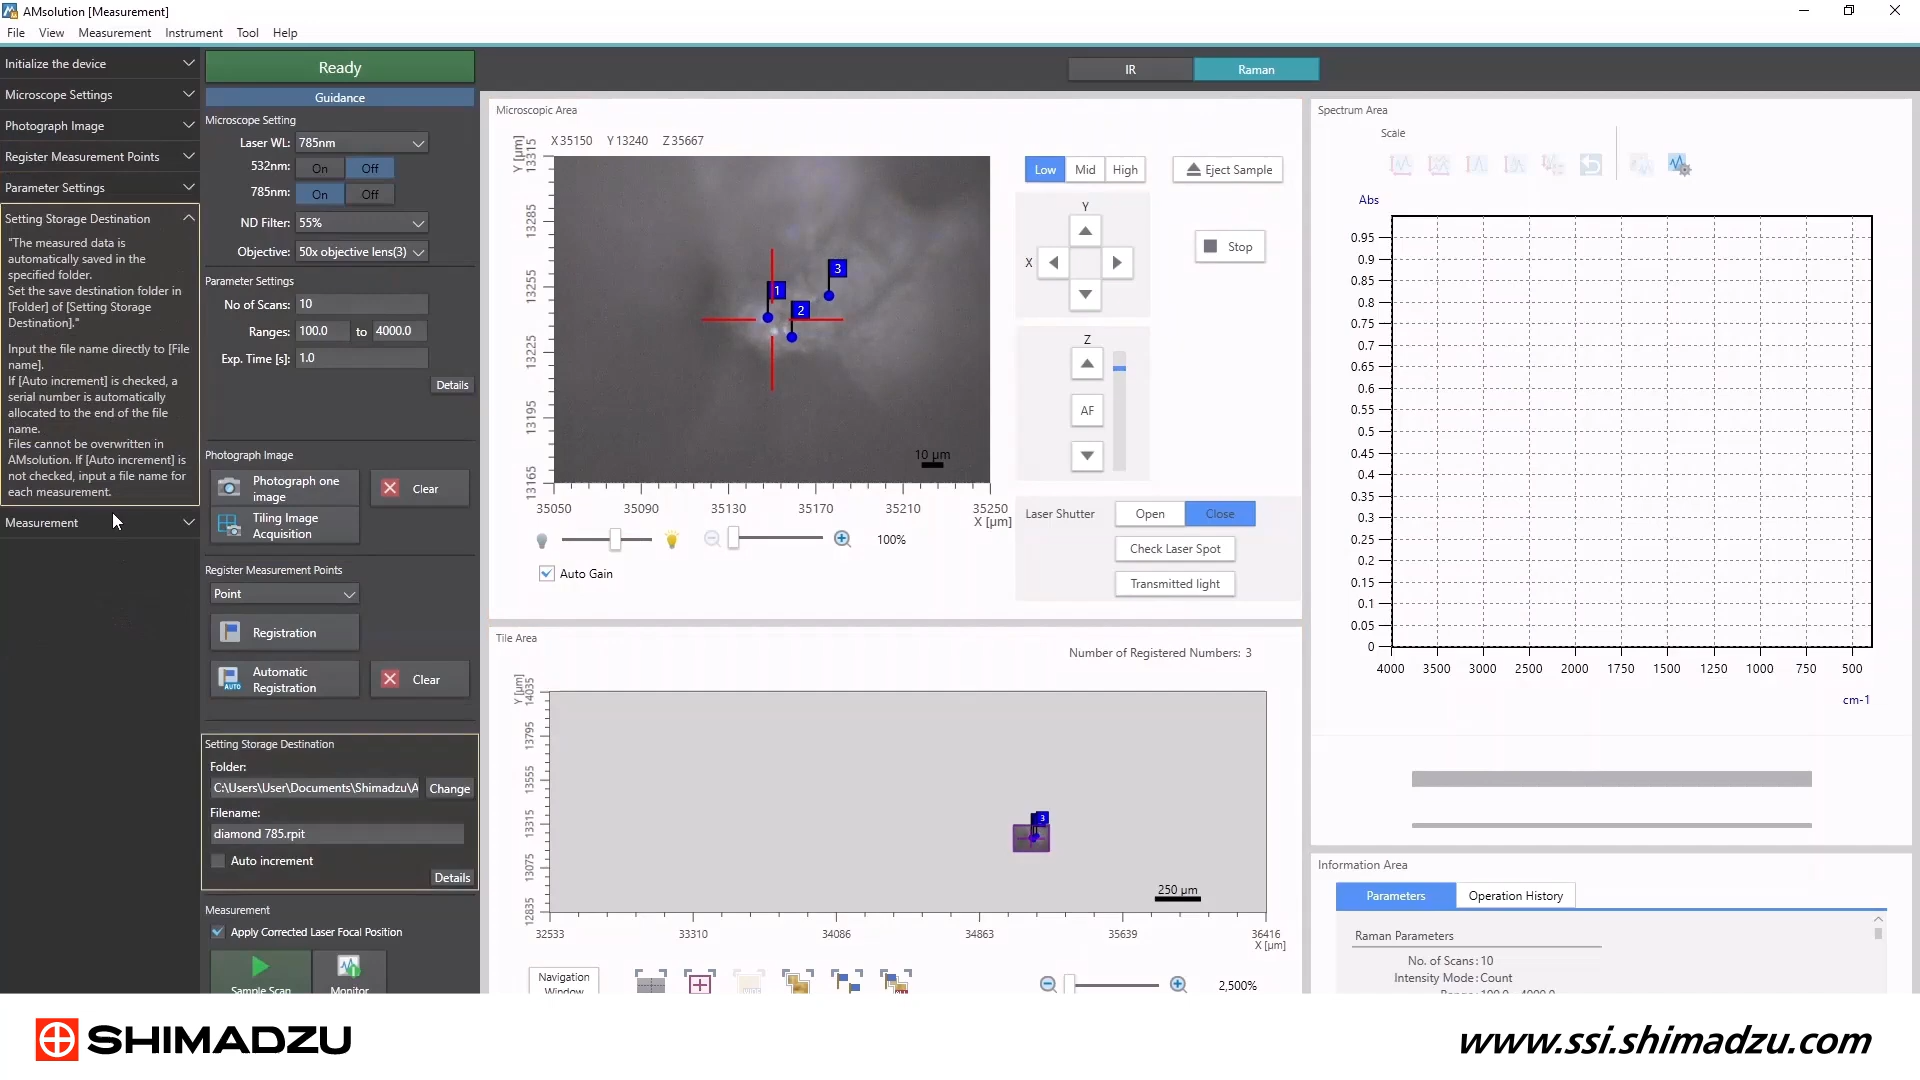 AMsolution [Measurement]
File View Measurement Instrument Tool Help
Initialize the device
Microscope Settings
Photograph Image
Register Measurement Points
Parameter Settings
Setting Storage Destination
"The measured data is
automatically saved in the
specified folder.
Set the save destination folder in
[Folder] of [Setting Storage
Destination]."
Input the file name directly to [File
name].
If [Auto increment] is checked, a
serial number is automatically
allocated to the end of the file
name.
Files cannot be overwritten in
AMsolution. If [Auto increment] is
not checked, input a file name for
each measurement.
Measurement
Ready
Guidance
Microscope Setting
Laser WL: 785nm
532nm: On Off
785nm: On Off
ND Filter: 55%
Objective: 50x objective lens(3)
Parameter Settings
No of Scans: 10
Ranges: 100.0 to 4000.0
Exp. Time [s]: 1.0
Details
Photograph Image
Photograph one
image
Clear
Tiling Image
Acquisition
Register Measurement Points
Point
Registration
Automatic
Registration
AUTO
Clear
Setting Storage Destination
Folder:
C:\Users\User\Documents\Shimadzu\A Change
Filename:
diamond 785.rpit
Auto increment
Details
Measurement
Apply Corrected Laser Focal Position
Sample Scan Monitor
IR Raman
Microscopic Area
X35150 Y13240 Z35667
Y [µm]
13315
13285
13255
13225
13195
13165
1
2
3
10 µm
35050 35090 35130 35170 35210 35250
X [µm]
100%
Auto Gain
Low Mid High
Eject Sample
Y
X
Stop
Z
AF
Laser Shutter Open Close
Check Laser Spot
Transmitted light
Tile Area
Number of Registered Numbers: 3
Y [µm]
14035
13795
13555
13315
13075
12835
3
250 µm
32533 33310 34086 34863 35639 36416
X [µm]
Navigation
Window
2,500%
Spectrum Area
Scale
Abs
0.95
0.9
0.85
0.8
0.75
0.7
0.65
0.6
0.55
0.5
0.45
0.4
0.35
0.3
0.25
0.2
0.15
0.1
0.05
0
4000 3500 3000 2500 2000 1750 1500 1250 1000 750 500
cm-1
Information Area
Parameters Operation History
Raman Parameters
No. of Scans: 10
Intensity Mode: Count
Range: 100.0 - 4000.0
SHIMADZU
www.ssi.shimadzu.com